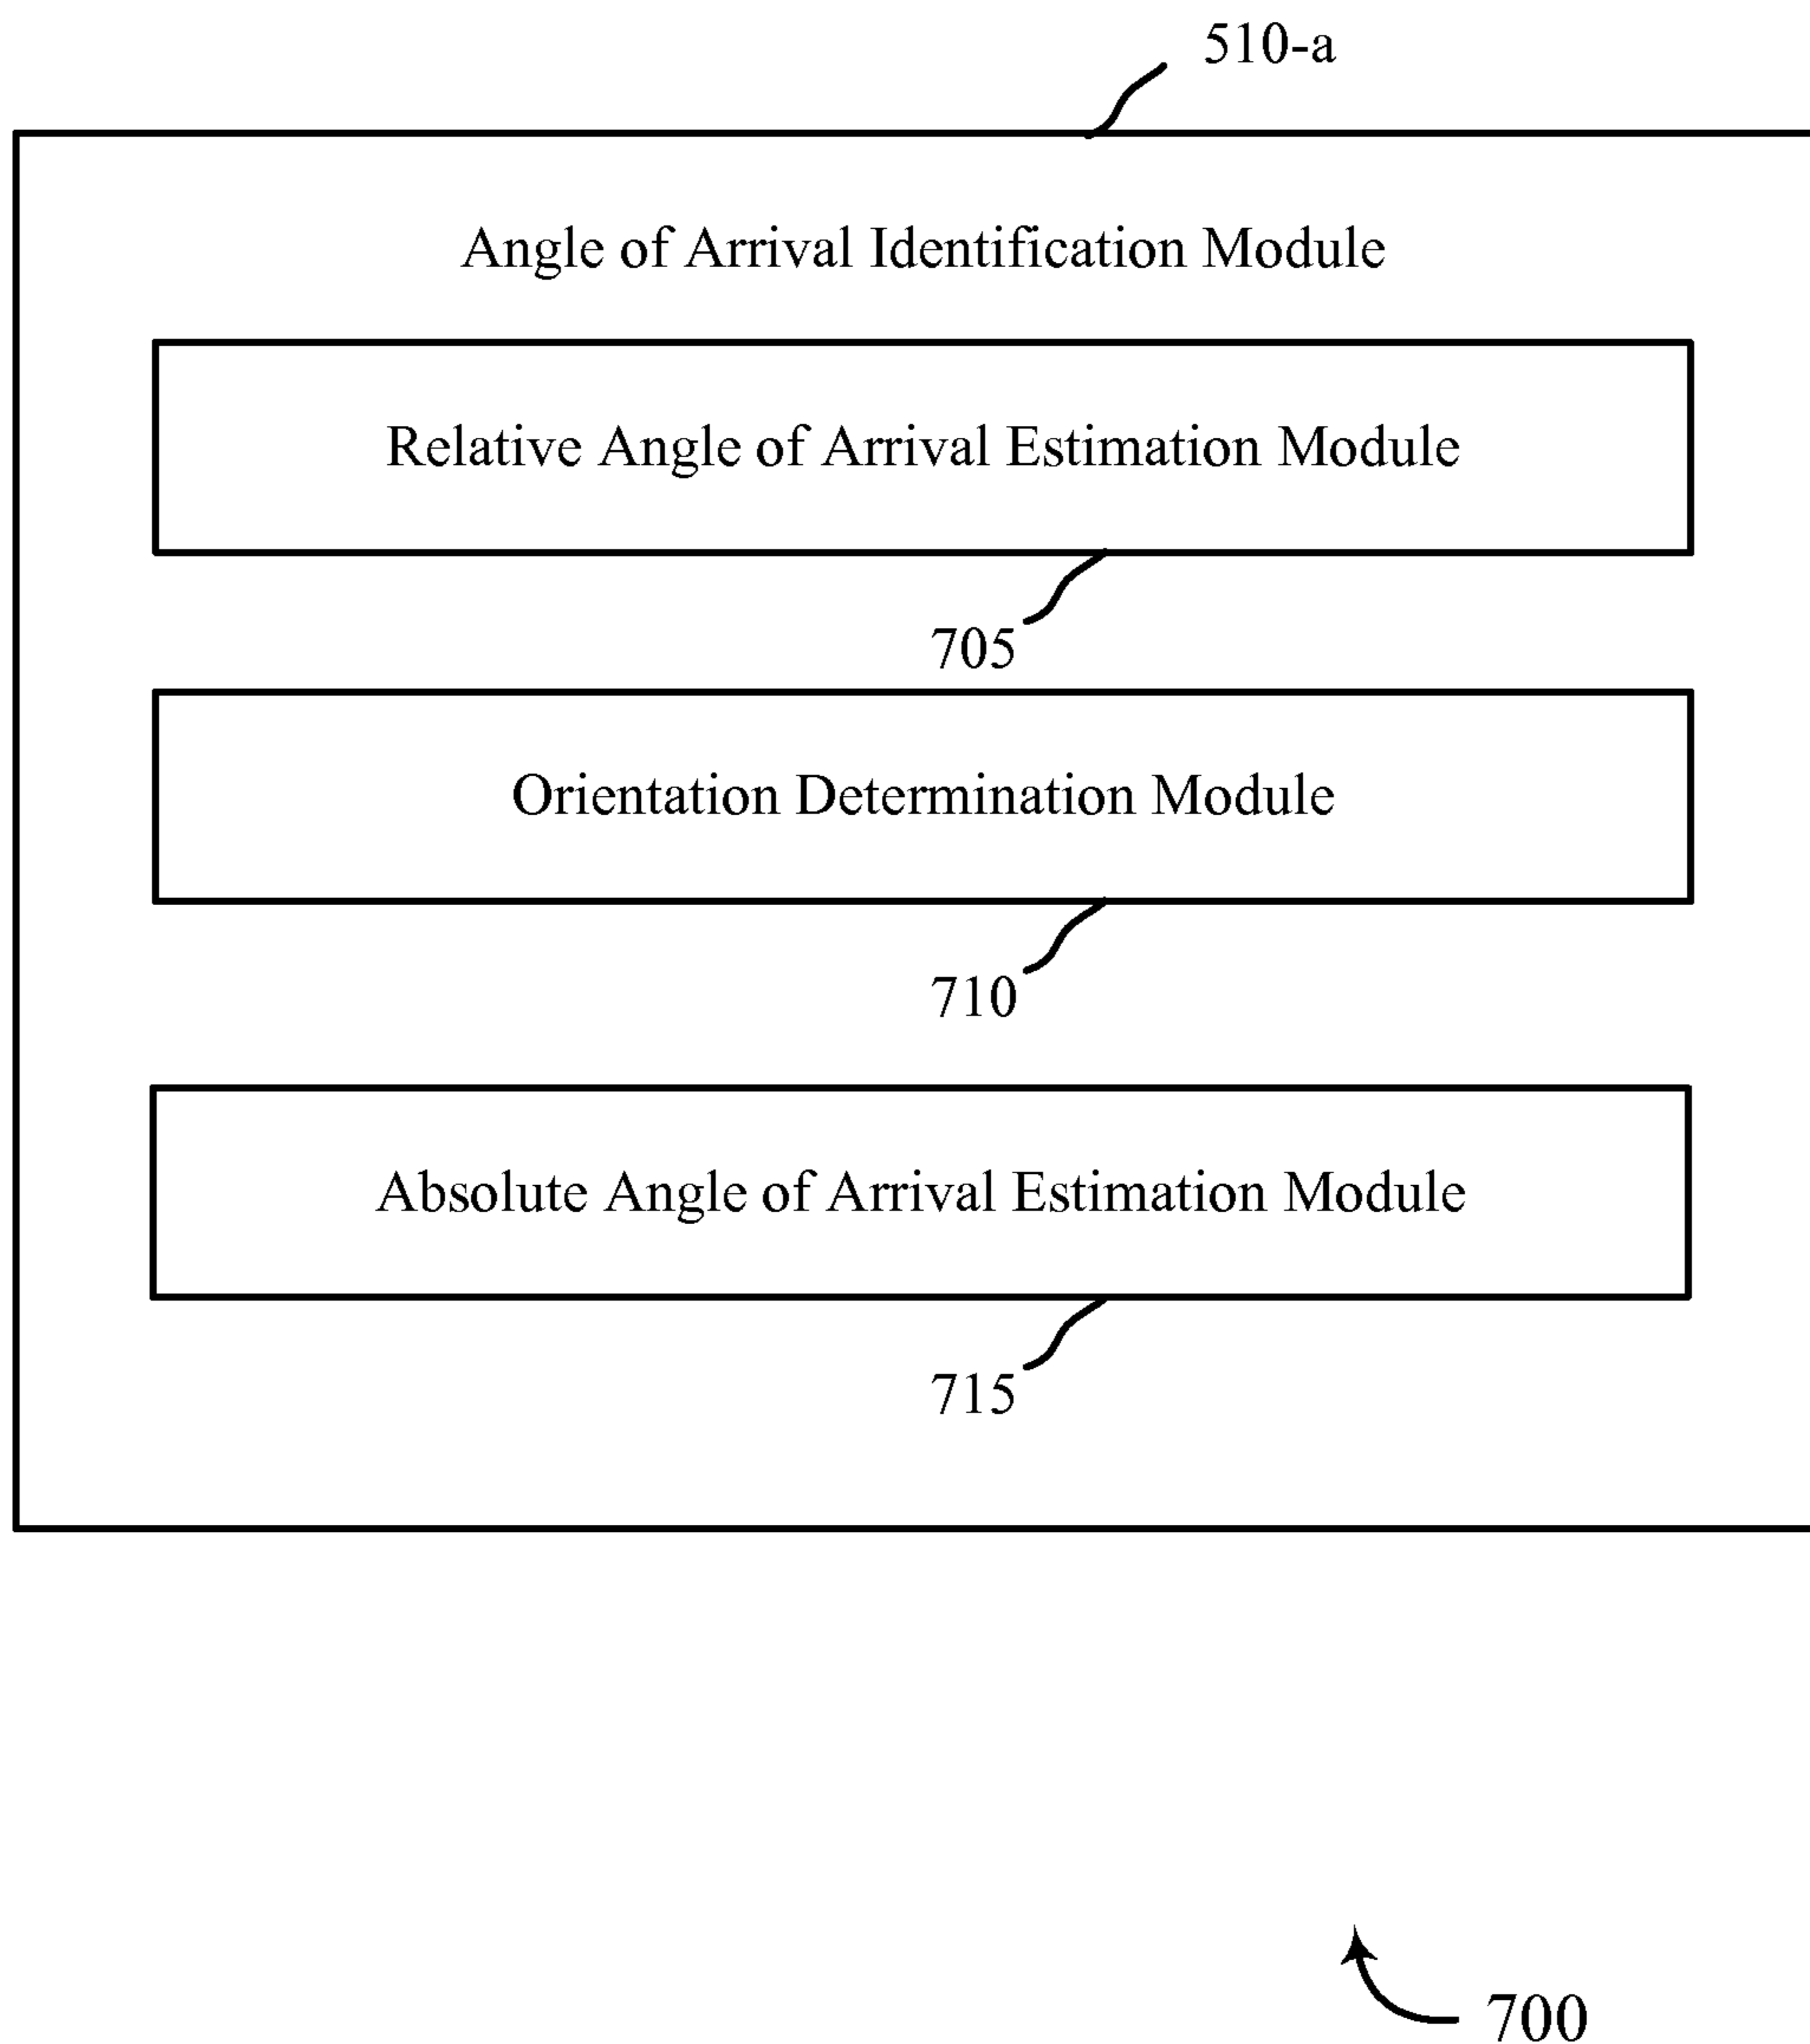 510-a
Angle of Arrival Identification Module
Relative Angle of Arrival Estimation Module
705
Orientation Determination Module
710
Absolute Angle of Arrival Estimation Module
715
700